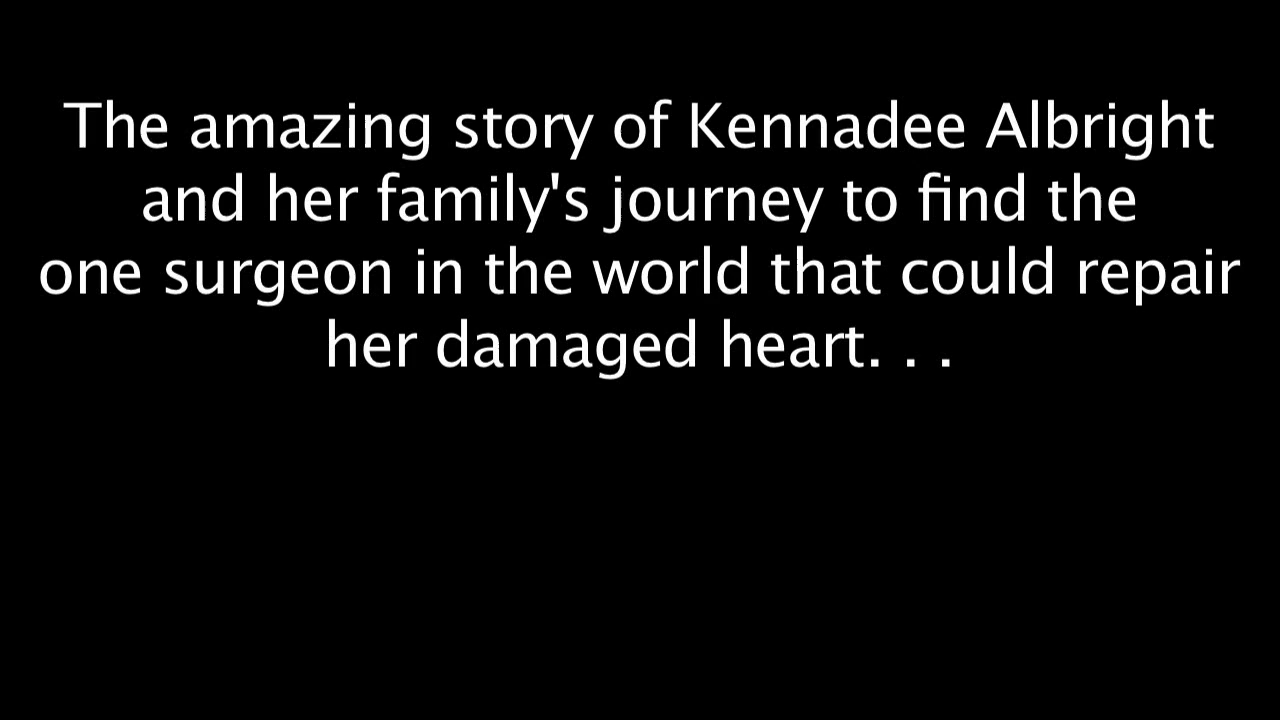 The amazing story of Kennadee Albright
and her family's journey to find the
one surgeon in the world that could repair
her damaged heart. . .